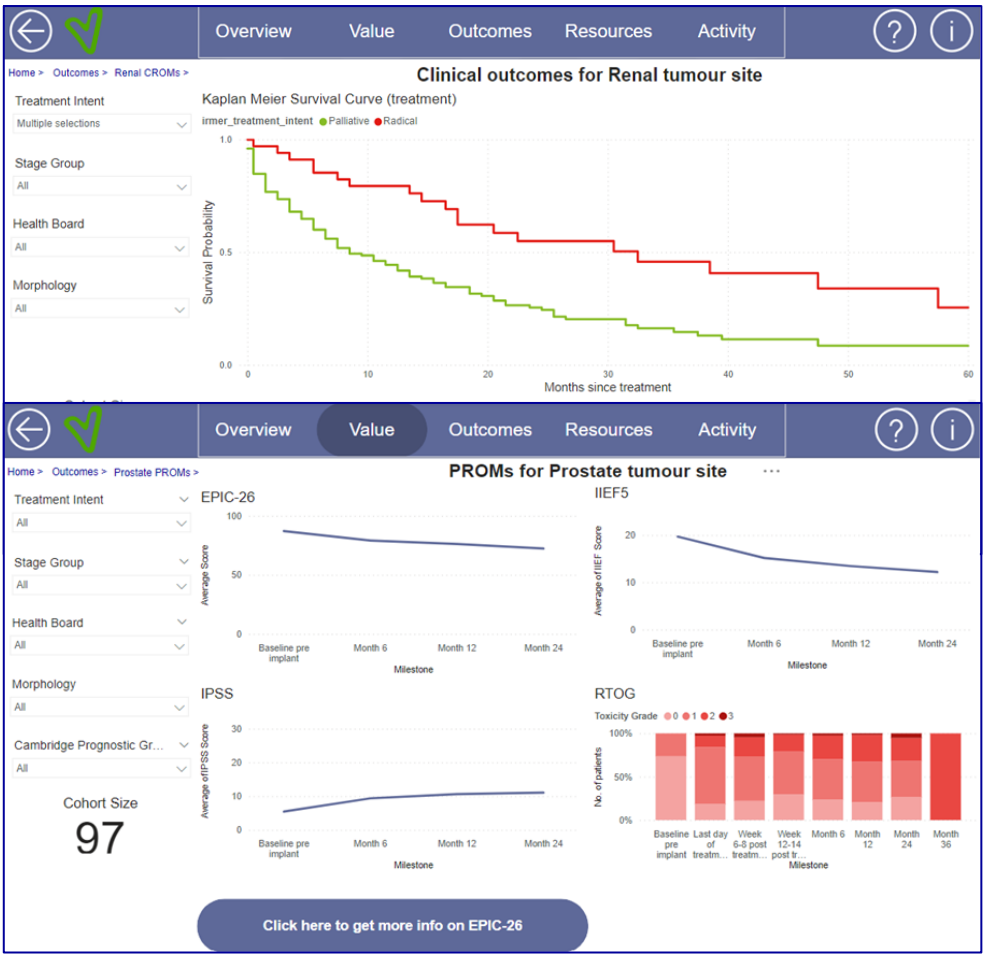 Overview Value Outcomes Resources Activity ? i
Home > Outcomes > Renal CROMs >
Clinical outcomes for Renal tumour site
Treatment Intent
Multiple selections
Stage Group
All
Health Board
All
Morphology
All
Kaplan Meier Survival Curve (treatment)
irmer_treatment_intent Palliative Radical
Survival Probability
1.0
0.5
0.0
0 10 20 30 40 50 60
Months since treatment
Overview Value Outcomes Resources Activity ? i
Home > Outcomes > Prostate PROMs >
PROMs for Prostate tumour site ...
Treatment Intent
All
Stage Group
All
Health Board
All
Morphology
All
Cambridge Prognostic Gr...
All
Cohort Size
97
EPIC-26
Average Score
100
50
0
Baseline pre implant Month 6 Month 12 Month 24
Milestone
IIEF5
Average of IIEF Score
20
10
0
Baseline pre implant Month 6 Month 12 Month 24
Milestone
IPSS
Average of IPSS Score
30
20
10
0
Baseline pre implant Month 6 Month 12 Month 24
Milestone
RTOG
Toxicity Grade 0 1 2 3
No. of patients
100%
50%
0%
Baseline Last day Week Week Month 6 Month Month Month
pre of 6-8 post 12-14 12 24 36
implant treatm... treatm... post tr...
Milestone
Click here to get more info on EPIC-26